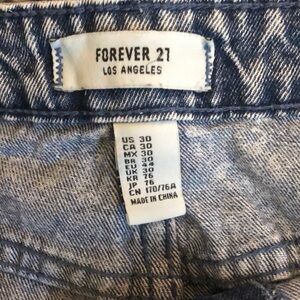 FOREVER 21
LOS ANGELES
US 30
CA 30
MX 30
BR 30
EU 44
UK 30
KR 76
JP 76
CN 170/76A
MADE IN CHINA